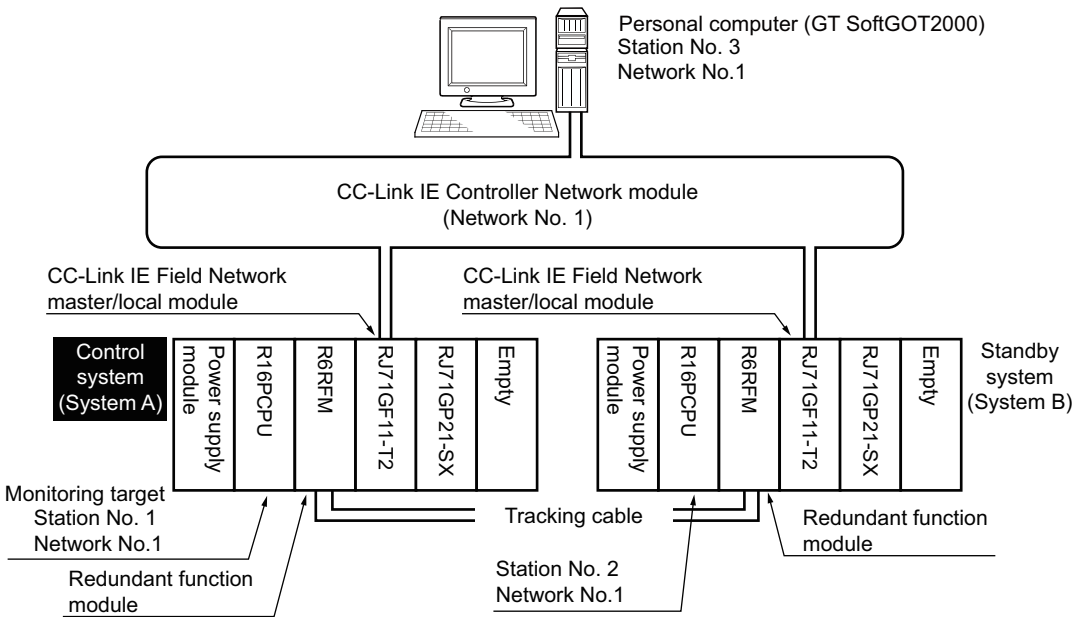 Personal computer (GT SoftGOT2000)
Station No. 3
Network No.1
CC-Link IE Controller Network module
(Network No. 1)
CC-Link IE Field Network
master/local module
CC-Link IE Field Network
master/local module
Control
system
(System A)
Power supply
module
R16PCPU
R6RFM
RJ71GF11-T2
RJ71GP21-SX
Empty
Power supply
module
R16PCPU
R6RFM
RJ71GF11-T2
RJ71GP21-SX
Empty
Standby
system
(System B)
Monitoring target
Station No. 1
Network No.1
Tracking cable
Redundant function
module
Redundant function
module
Station No. 2
Network No.1